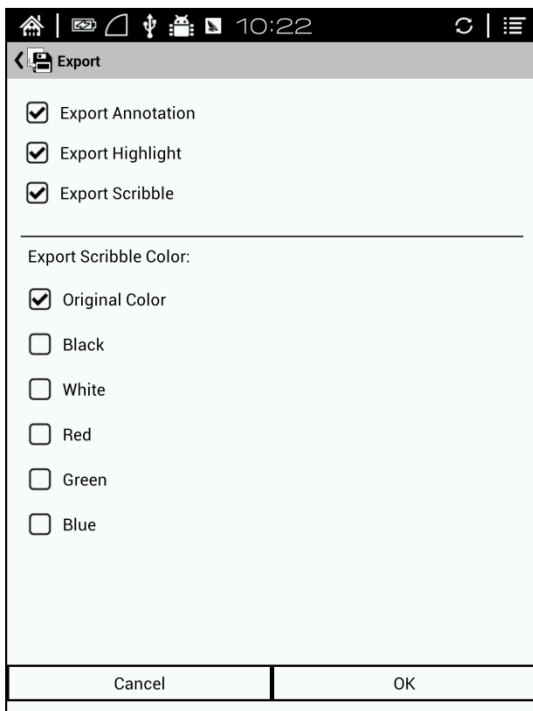 10:22
Export
Export Annotation
Export Highlight
Export Scribble
Export Scribble Color:
Original Color
Black
White
Red
Green
Blue
Cancel OK